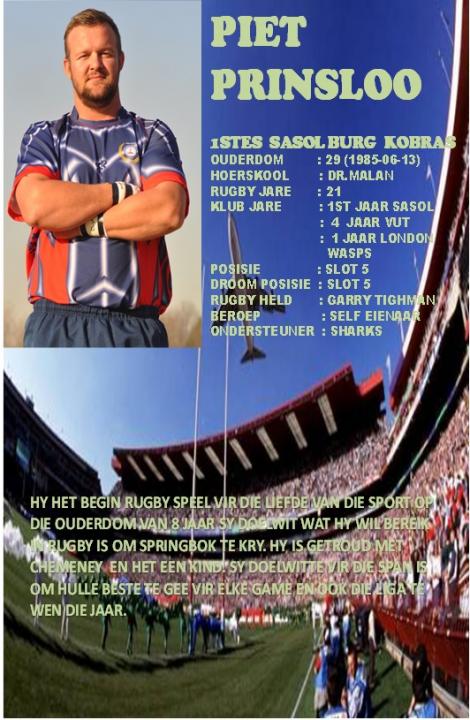 PIET
PRINSLOO
1STES SASOL BURG KOBRAS
OUDERDOM : 29 (1985-06-13)
HOERSKOOL : DR.MALAN
RUGBY JARE : 21
KLUB JARE : 1ST JAAR SASOL
: 4 JAAR VUT
: 1 JAAR LONDON
WASPS
POSISIE : SLOT 5
DROOM POSISIE : SLOT 5
RUGBY HELD : GARRY TIGHMAN
BEROEP : SELF EIENAAR
ONDERSTEUNER : SHARKS
HY HET BEGIN RUGBY SPEEL VIR DIE LIEFDE VAN DIE SPORT OP
DIE OUDERDOM VAN 8 JAAR SY DOELWIT WAT HY WIL BEREIK
IN RUGBY IS OM SPRINGBOK TE KRY. HY IS GETROUD MET
CHEMENEY EN HET EEN KIND. SY DOELWITTE VIR DIE SPAN IS
OM HULLE BESTE TE GEE VIR ELKE GAME EN OOK DIE LIGA TE
WEN DIE JAAR.